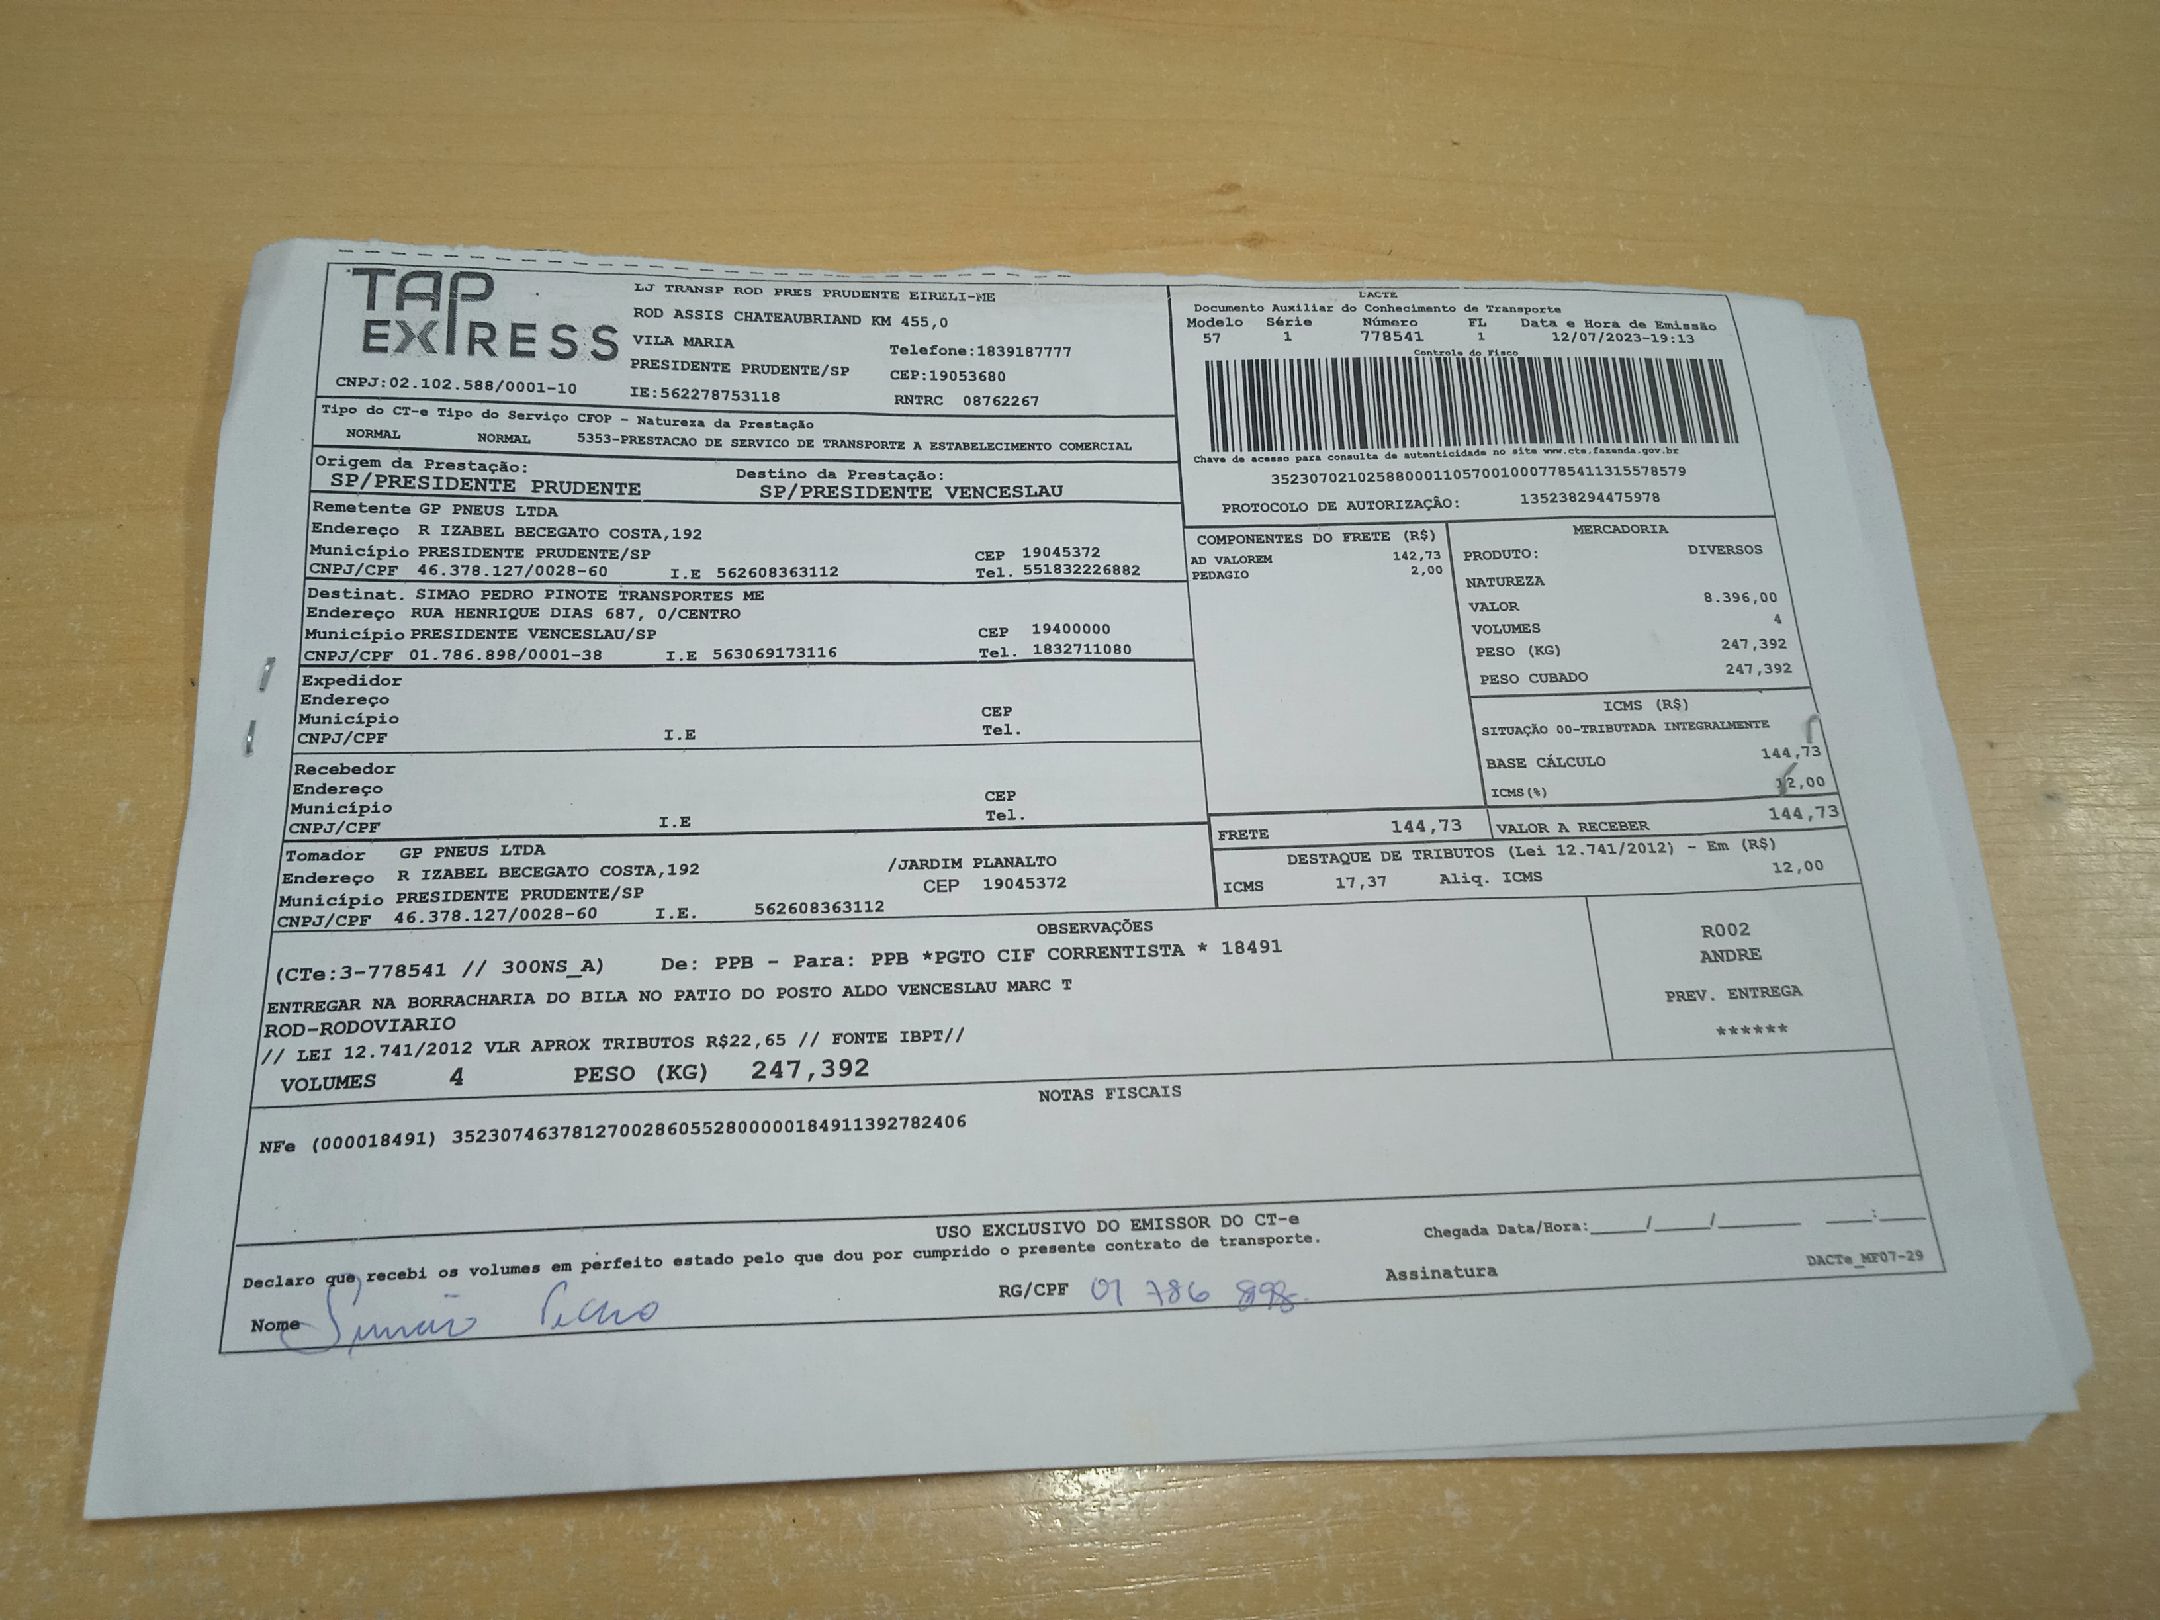 TAP
EXPRESS
CNPJ:02.102.588/0001-10
LJ TRANSP ROD PRES PRUDENTE EIRELI-ME
ROD ASSIS CHATEAUBRIAND KM 455,0
VILA MARIA Telefone:1839187777
PRESIDENTE PRUDENTE/SP CEP:19053680
IE:562278753118 RNTRC 08762267
DACTE
Documento Auxiliar do Conhecimento de Transporte
Modelo Série Número FL Data e Hora de Emissão
57 1 778541 1 12/07/2023-19:13
Controle do Fisco
Chave de acesso para consulta de autenticidade no site www.cte.fazenda.gov.br
35230702102588000110570010007785411315578579
PROTOCOLO DE AUTORIZAÇÃO: 135238294475978
Tipo do CT-e Tipo do Serviço CFOP - Natureza da Prestação
NORMAL NORMAL 5353-PRESTACAO DE SERVICO DE TRANSPORTE A ESTABELECIMENTO COMERCIAL
Origem da Prestação: Destino da Prestação:
SP/PRESIDENTE PRUDENTE SP/PRESIDENTE VENCESLAU
Remetente GP PNEUS LTDA
Endereço R IZABEL BECEGATO COSTA,192
Município PRESIDENTE PRUDENTE/SP CEP 19045372
CNPJ/CPF 46.378.127/0028-60 I.E 562608363112 Tel. 551832226882
Destinat. SIMAO PEDRO PINOTE TRANSPORTES ME
Endereço RUA HENRIQUE DIAS 687, 0/CENTRO
Município PRESIDENTE VENCESLAU/SP CEP 19400000
CNPJ/CPF 01.786.898/0001-38 I.E 563069173116 Tel. 1832711080
Expedidor
Endereço
Município CEP
CNPJ/CPF I.E Tel.
Recebedor
Endereço
Município CEP
CNPJ/CPF I.E Tel.
Tomador GP PNEUS LTDA
Endereço R IZABEL BECEGATO COSTA,192 /JARDIM PLANALTO
Município PRESIDENTE PRUDENTE/SP CEP 19045372
CNPJ/CPF 46.378.127/0028-60 I.E. 562608363112
COMPONENTES DO FRETE (R$)
AD VALOREM 142,73
PEDAGIO 2,00
MERCADORIA
PRODUTO: DIVERSOS
NATUREZA
VALOR 8.396,00
VOLUMES 4
PESO (KG) 247,392
PESO CUBADO 247,392
ICMS (R$)
SITUAÇÃO 00-TRIBUTADA INTEGRALMENTE
BASE CÁLCULO 144,73
ICMS(%) 12,00
FRETE 144,73 VALOR A RECEBER 144,73
DESTAQUE DE TRIBUTOS (Lei 12.741/2012) - Em (R$)
ICMS 17,37 Aliq. ICMS 12,00
OBSERVAÇÕES
(CTe:3-778541 // 300NS_A) De: PPB - Para: PPB *PGTO CIF CORRENTISTA * 18491
ENTREGAR NA BORRACHARIA DO BILA NO PATIO DO POSTO ALDO VENCESLAU MARC T
ROD-RODOVIARIO
// LEI 12.741/2012 VLR APROX TRIBUTOS R$22,65 // FONTE IBPT//
VOLUMES 4 PESO (KG) 247,392
R002
ANDRE
PREV. ENTREGA
******
NOTAS FISCAIS
NFe (000018491) 35230746378127002860552800000184911392782406
USO EXCLUSIVO DO EMISSOR DO CT-e
Declaro que recebi os volumes em perfeito estado pelo que dou por cumprido o presente contrato de transporte.
Chegada Data/Hora:_____/_____/________ ____:____
Nome Simão Pedro RG/CPF 01 786 898 Assinatura
DACTe_MF07-29